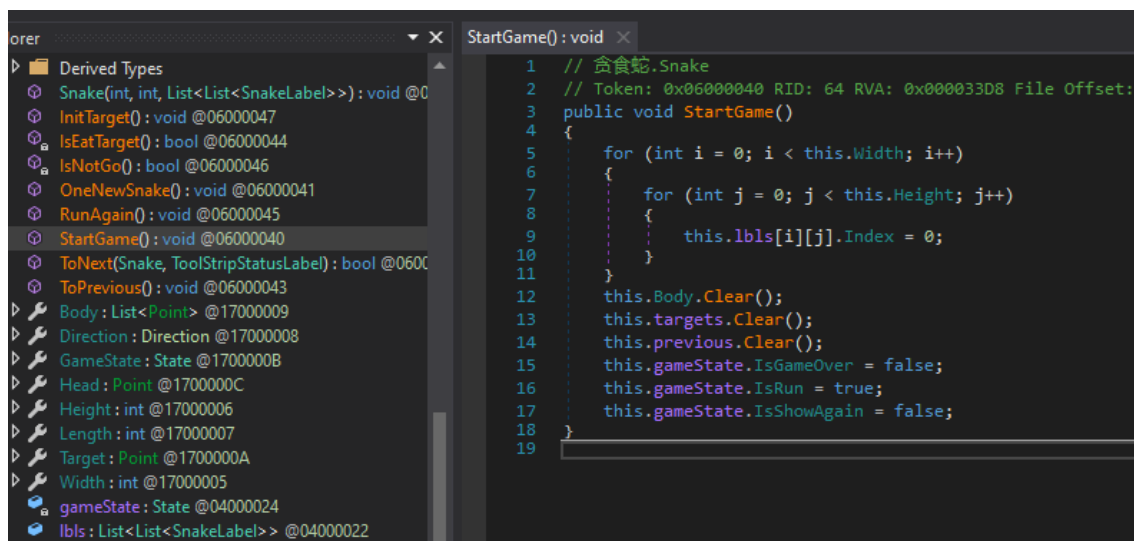 lorer
Derived Types
Snake(int, int, List<List<SnakeLabel>>) : void @0
InitTarget() : void @06000047
IsEatTarget() : bool @06000044
IsNotGo() : bool @06000046
OneNewSnake() : void @06000041
RunAgain() : void @06000045
StartGame() : void @06000040
ToNext(Snake, ToolStripStatusLabel) : bool @0600
ToPrevious() : void @06000043
Body : List<Point> @17000009
Direction : Direction @17000008
GameState : State @1700000B
Head : Point @1700000C
Height : int @17000006
Length : int @17000007
Target : Point @1700000A
Width : int @17000005
gameState : State @04000024
lbls : List<List<SnakeLabel>> @04000022
StartGame() : void
1 // 贪食蛇.Snake
2 // Token: 0x06000040 RID: 64 RVA: 0x000033D8 File Offset:
3 public void StartGame()
4 {
5 for (int i = 0; i < this.Width; i++)
6 {
7 for (int j = 0; j < this.Height; j++)
8 {
9 this.lbls[i][j].Index = 0;
10 }
11 }
12 this.Body.Clear();
13 this.targets.Clear();
14 this.previous.Clear();
15 this.gameState.IsGameOver = false;
16 this.gameState.IsRun = true;
17 this.gameState.IsShowAgain = false;
18 }
19